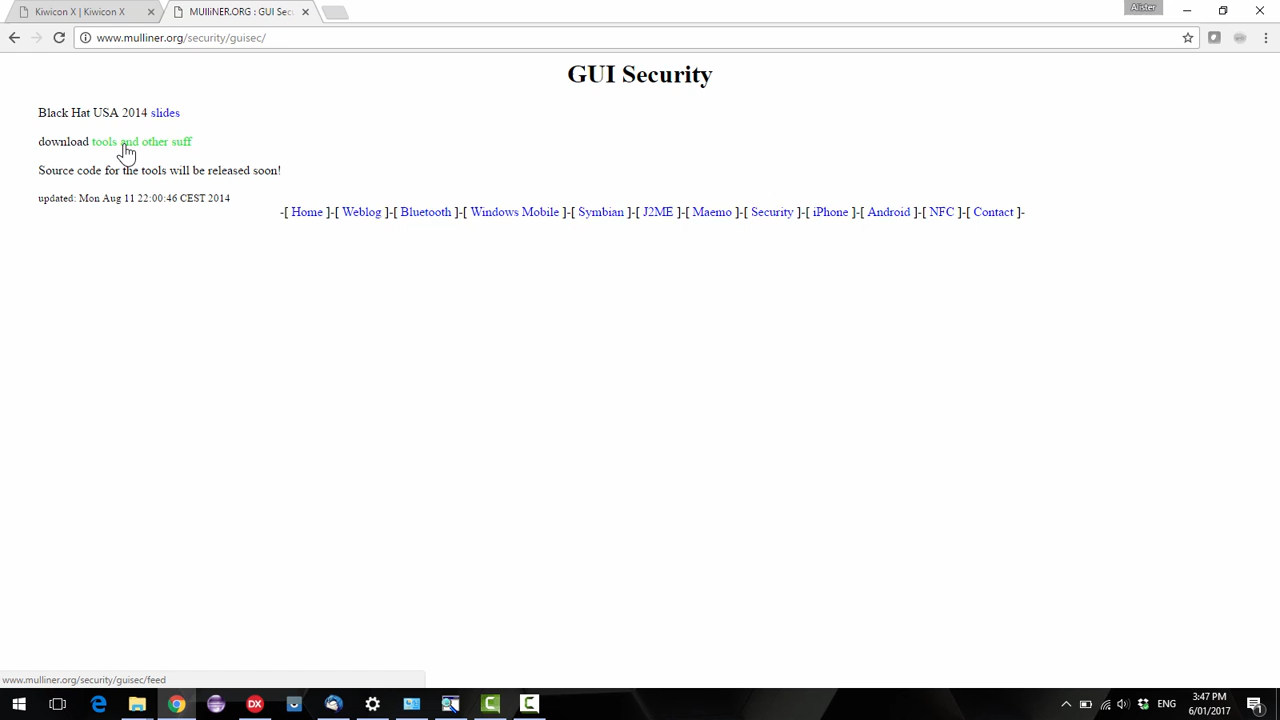 Kiwicon X | Kiwicon X
MULliNER.ORG : GUI Sec
Alister
www.mulliner.org/security/guisec/
GUI Security
Black Hat USA 2014 slides
download tools and other suff
Source code for the tools will be released soon!
updated: Mon Aug 11 22:00:46 CEST 2014
-[ Home ]-[ Weblog ]-[ Bluetooth ]-[ Windows Mobile ]-[ Symbian ]-[ J2ME ]-[ Maemo ]-[ Security ]-[ iPhone ]-[ Android ]-[ NFC ]-[ Contact ]-
www.mulliner.org/security/guisec/feed
DX
C
C
ENG
3:47 PM
6/01/2017
1